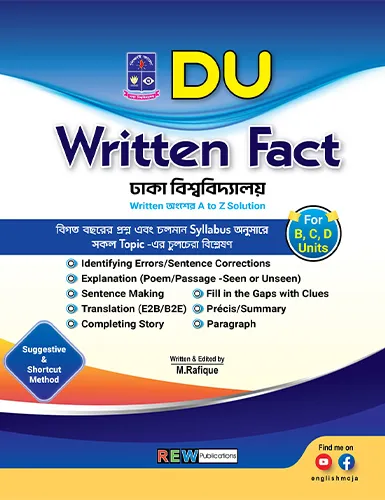 DU
Written Fact
ঢাকা বিশ্ববিদ্যালয়
Written অংশের A to Z Solution
বিগত বছরের প্রশ্ন এবং চলমান Syllabus অনুসারে
সকল Topic -এর চুলচেরা বিশ্লেষণ
For
B, C, D
Units
Identifying Errors/Sentence Corrections
Explanation (Poem/Passage -Seen or Unseen)
Sentence Making
Fill in the Gaps with Clues
Translation (E2B/B2E)
Précis/Summary
Completing Story
Paragraph
Suggestive
&
Shortcut
Method
Written & Edited by
M.Rafique
REW Publications
Find me on
englishmoja